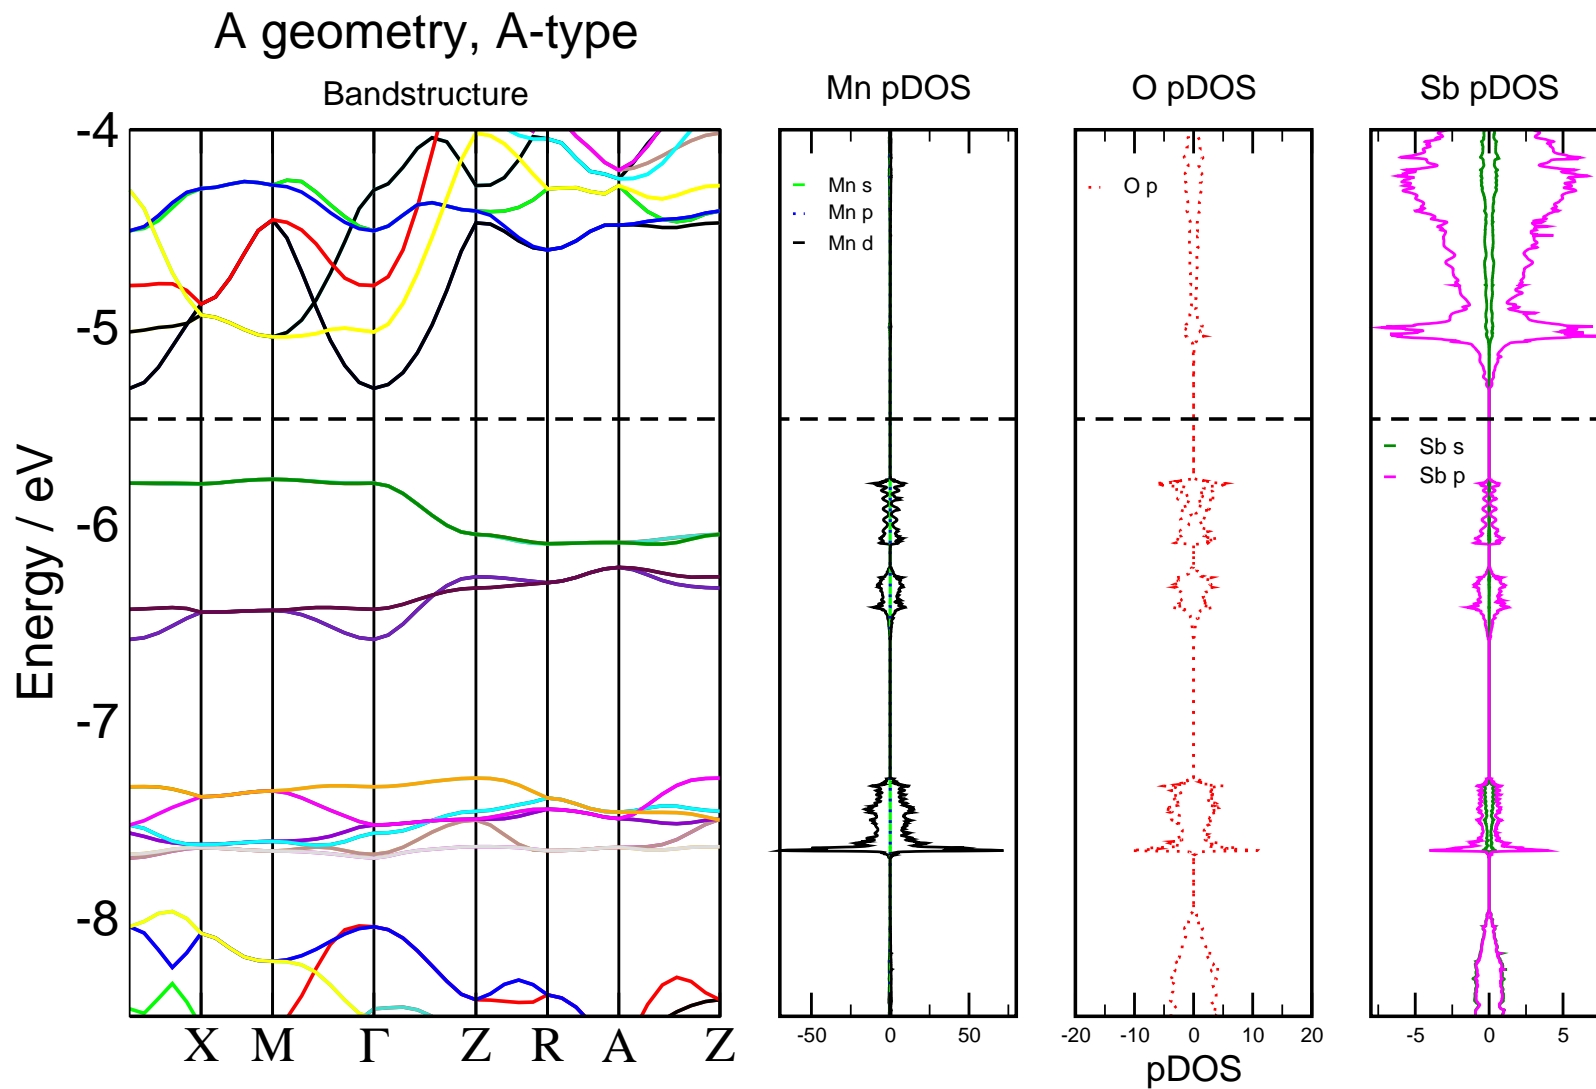 A geometry, A-type
Bandstructure
Mn pDOS
O pDOS
Sb pDOS
Energy / eV
-4
-5
-6
-7
-8
X M Γ Z R A Z
Mn s
Mn p
Mn d
-50 0 50
O p
-20 -10 0 10 20
pDOS
Sb s
Sb p
-5 0 5